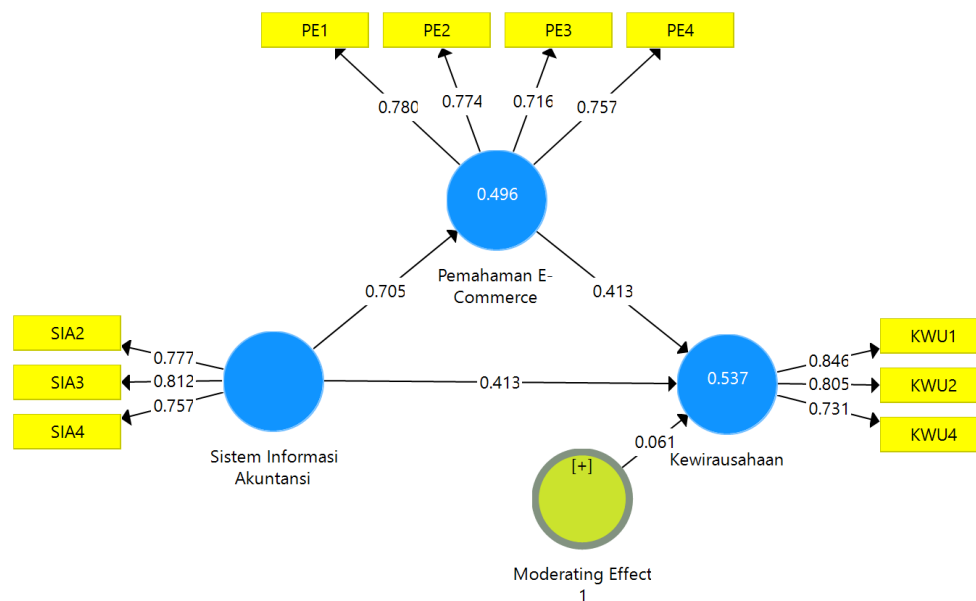 PE1
PE2
PE3
PE4
0.780
0.774
0.716
0.757
0.496
Pemahaman E-
Commerce
0.705
0.413
SIA2
SIA3
SIA4
0.777
0.812
0.757
Sistem Informasi
Akuntansi
0.413
0.537
Kewirausahaan
0.846
0.805
0.731
KWU1
KWU2
KWU4
0.061
[+]
Moderating Effect
1